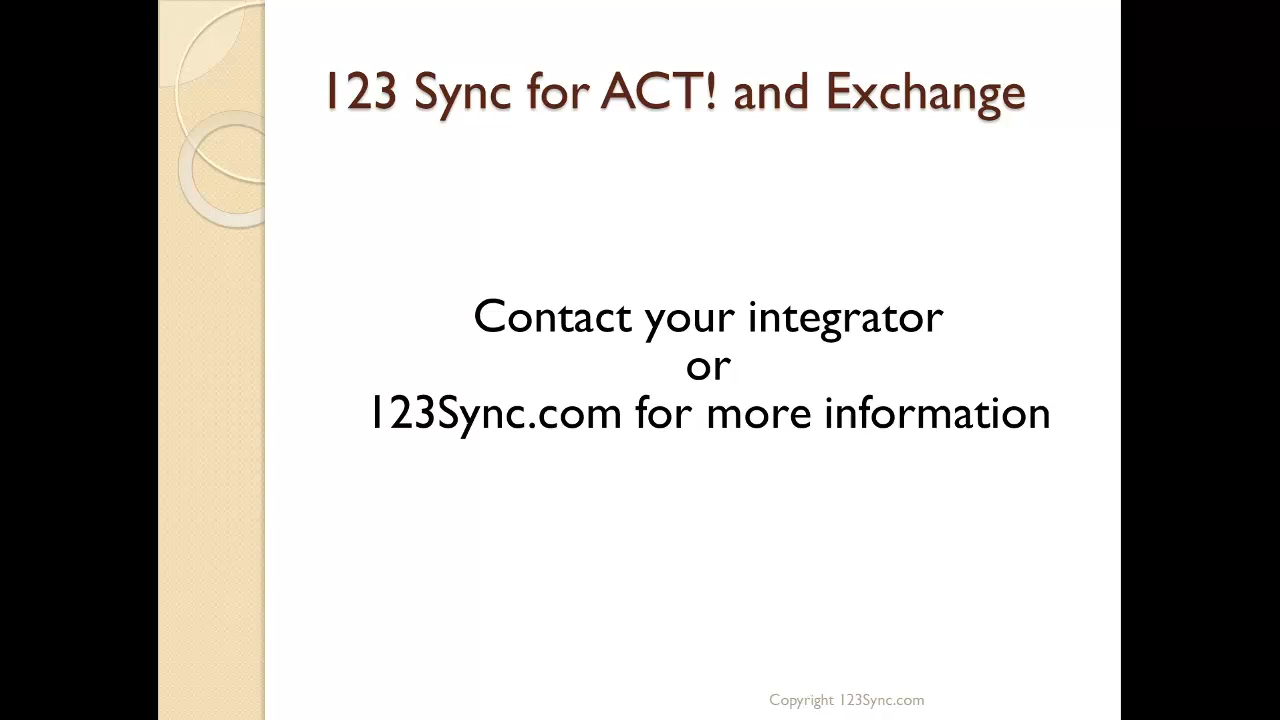 123 Sync for ACT! and Exchange
Contact your integrator
or
123Sync.com for more information
Copyright 123Sync.com